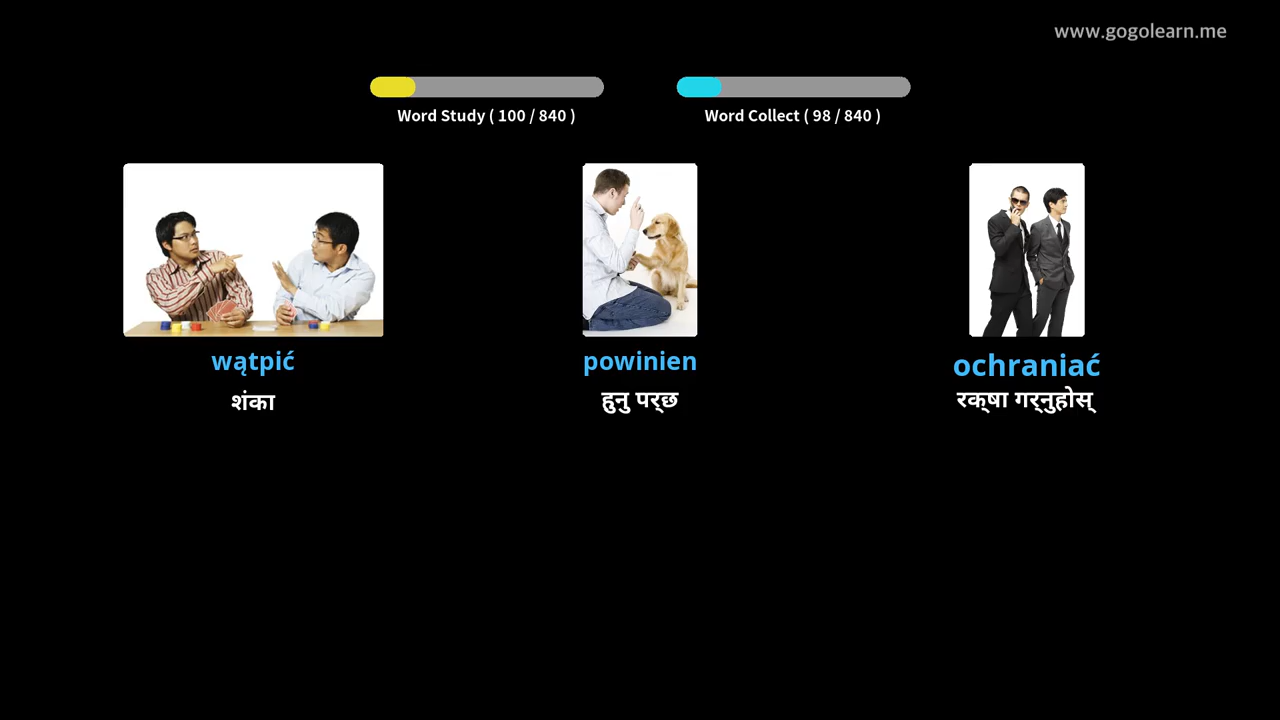 www.gogolearn.me
Word Study ( 100 / 840 )
Word Collect ( 98 / 840 )
wątpić
powinien
ochraniać
शंका
हुनु पर्छ
रक्षा गर्नुहोस्